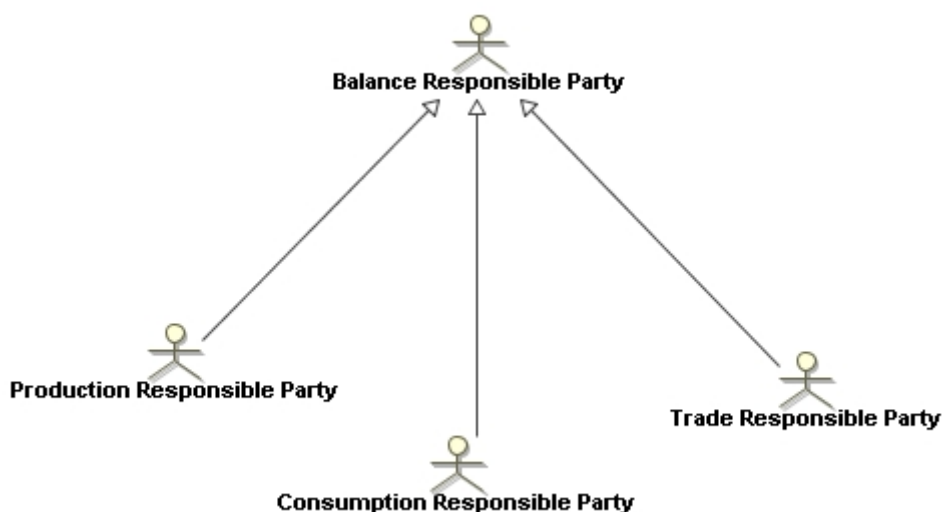 Balance Responsible Party
Production Responsible Party
Trade Responsible Party
Consumption Responsible Party